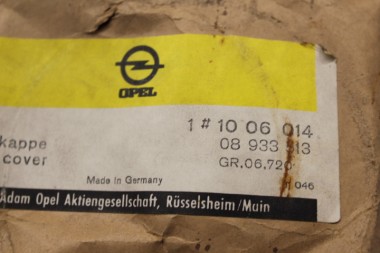 OPEL
1 # 10 06 014
kappe 08 933
cover GR.06.720
Made in Germany 046
Adam Opel Aktiengesellschaft, Rüsselsheim/Main